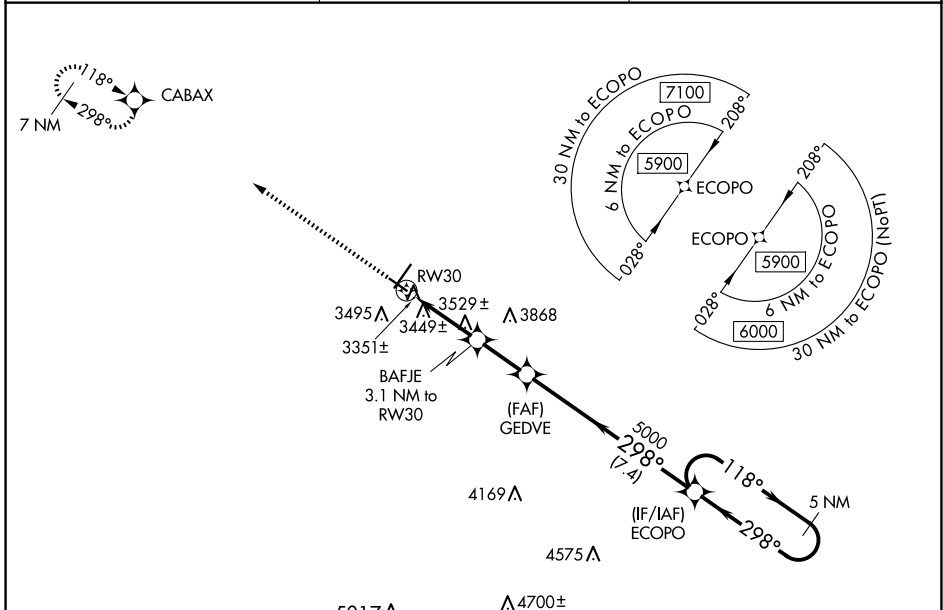 118°
298°
7 NM
CABAX
30 NM to ECOPO
7100
6 NM to ECOPO
208°
5900
ECOPO
028°
208°
ECOPO
5900
028°
6 NM to ECOPO
6000
30 NM to ECOPO (NoPT)
RW30
3495
3449±
3529±
3868
3351±
BAFJE
3.1 NM to
RW30
(FAF)
GEDVE
5000
298°
(7.4)
118°
5 NM
298°
(IF/IAF)
ECOPO
4169
4575
4700±